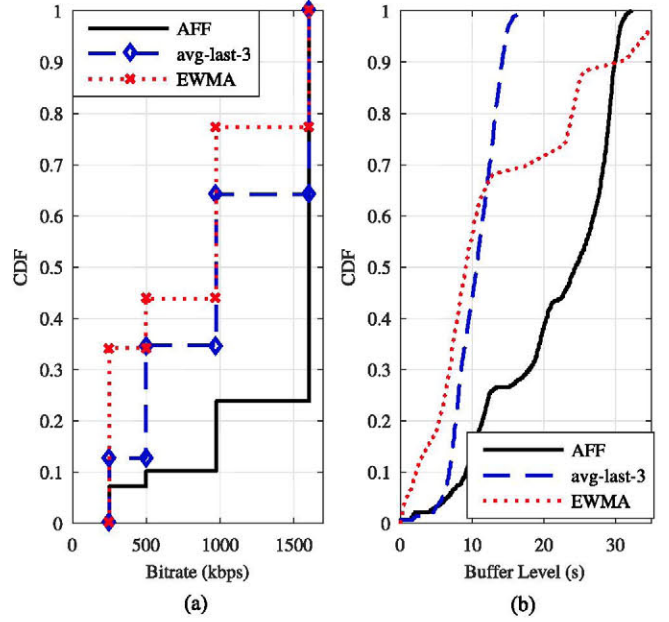 1
0.9
0.8
0.7
0.6
0.5
0.4
0.3
0.2
0.1
0
CDF
AFF
avg-last-3
EWMA
0 500 1000 1500
Bitrate (kbps)
(a)
1
0.9
0.8
0.7
0.6
0.5
0.4
0.3
0.2
0.1
0
CDF
AFF
avg-last-3
EWMA
0 10 20 30
Buffer Level (s)
(b)